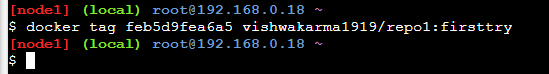 [node1] (local) root@192.168.0.18 ~
$ docker tag feb5d9fea6a5 vishwakarma1919/repo1:firsttry
[node1] (local) root@192.168.0.18 ~
$